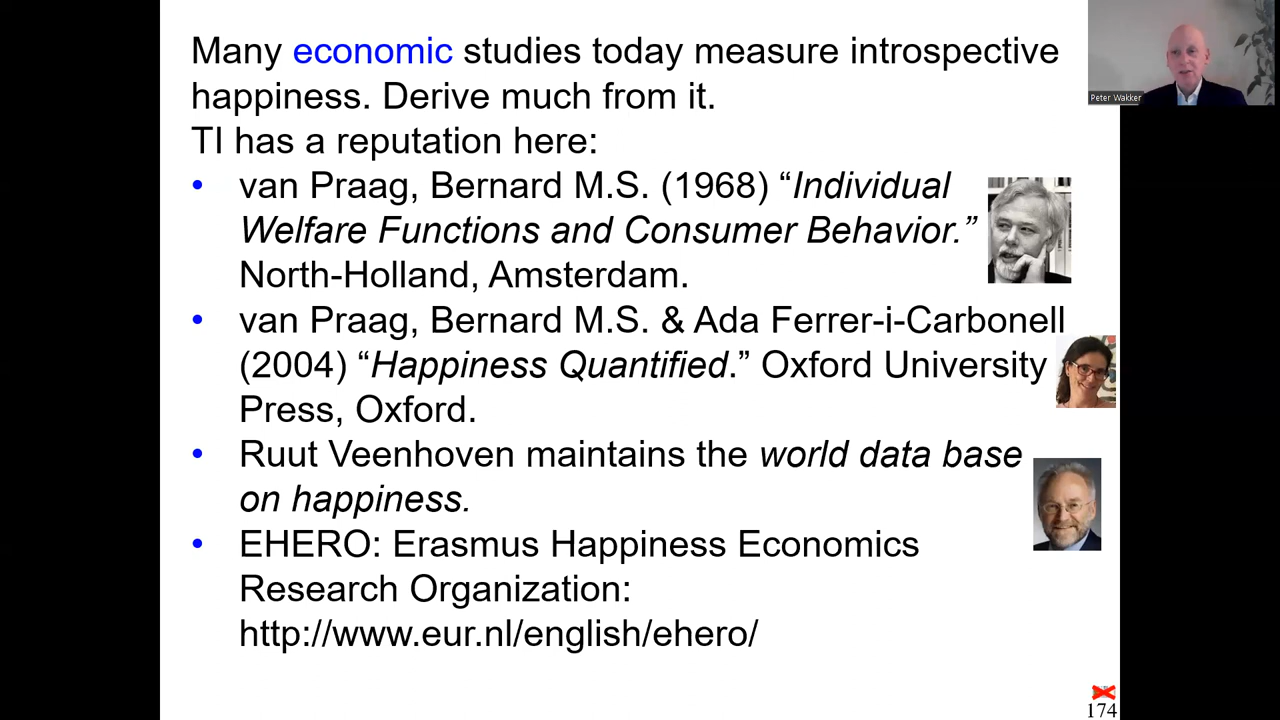 Many economic studies today measure introspective
happiness. Derive much from it.
TI has a reputation here:
• van Praag, Bernard M.S. (1968) “Individual
Welfare Functions and Consumer Behavior.”
North-Holland, Amsterdam.
• van Praag, Bernard M.S. & Ada Ferrer-i-Carbonell
(2004) “Happiness Quantified.” Oxford University
Press, Oxford.
• Ruut Veenhoven maintains the world data base
on happiness.
• EHERO: Erasmus Happiness Economics
Research Organization:
http://www.eur.nl/english/ehero/
Peter Wakker
174